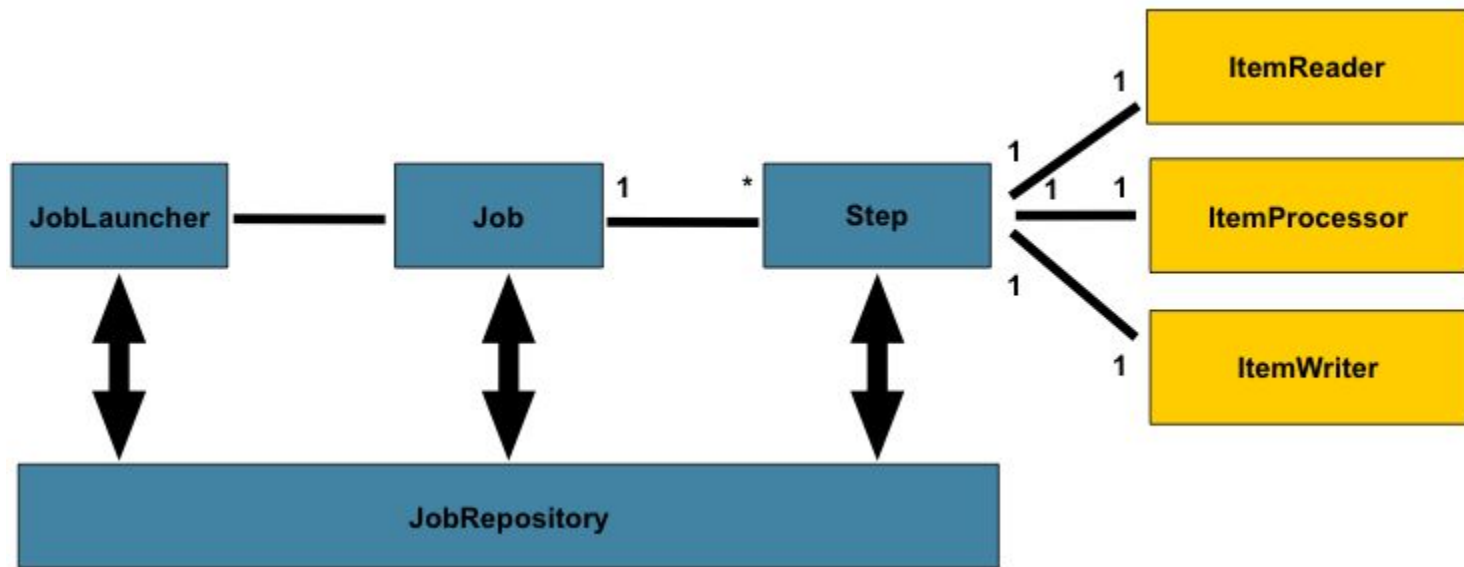 ItemReader
1
1
JobLauncher
Job
1
*
Step
1
1
ItemProcessor
1
1
ItemWriter
JobRepository